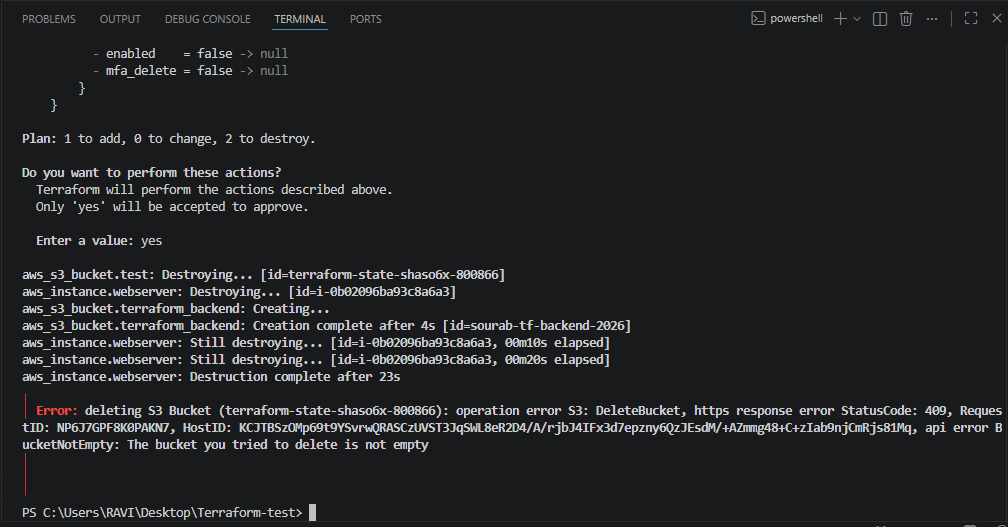 PROBLEMS OUTPUT DEBUG CONSOLE TERMINAL PORTS powershell
- enabled = false -> null
- mfa_delete = false -> null
}
}
Plan: 1 to add, 0 to change, 2 to destroy.
Do you want to perform these actions?
Terraform will perform the actions described above.
Only 'yes' will be accepted to approve.
Enter a value: yes
aws_s3_bucket.test: Destroying... [id=terraform-state-shaso6x-800866]
aws_instance.webserver: Destroying... [id=i-0b02096ba93c8a6a3]
aws_s3_bucket.terraform_backend: Creating...
aws_s3_bucket.terraform_backend: Creation complete after 4s [id=sourab-tf-backend-2026]
aws_instance.webserver: Still destroying... [id=i-0b02096ba93c8a6a3, 00m10s elapsed]
aws_instance.webserver: Still destroying... [id=i-0b02096ba93c8a6a3, 00m20s elapsed]
aws_instance.webserver: Destruction complete after 23s
Error: deleting S3 Bucket (terraform-state-shaso6x-800866): operation error S3: DeleteBucket, https response error StatusCode: 409, Reques
tID: NP6J7GPF8K0PAKN7, HostID: KCJTBSzOMp69t9YSvrwQRASCzUVST3JqSWL8eR2D4/A/rjbJ4IFx3d7epzny6QzJEsdM/+AZmmg48+C+zIab9njCmRjs81Mq, api error B
ucketNotEmpty: The bucket you tried to delete is not empty
PS C:\Users\RAVI\Desktop\Terraform-test>